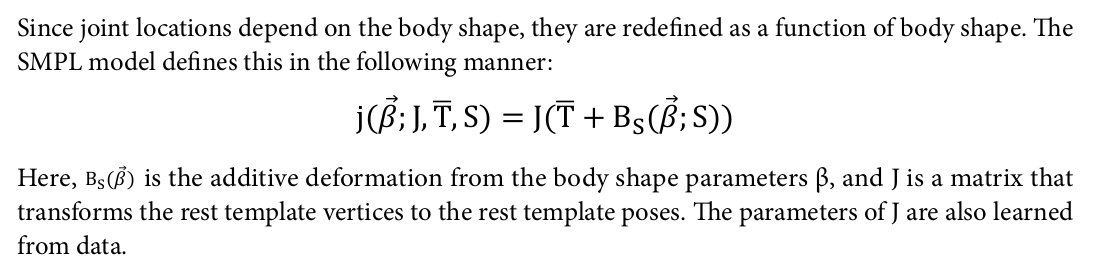 Since joint locations depend on the body shape, they are redefined as a function of body shape. The
SMPL model defines this in the following manner:
j(β⃗; J, T̅, S) = J(T̅ + B_S(β⃗; S))
Here, B_S(β⃗) is the additive deformation from the body shape parameters β, and J is a matrix that
transforms the rest template vertices to the rest template poses. The parameters of J are also learned
from data.